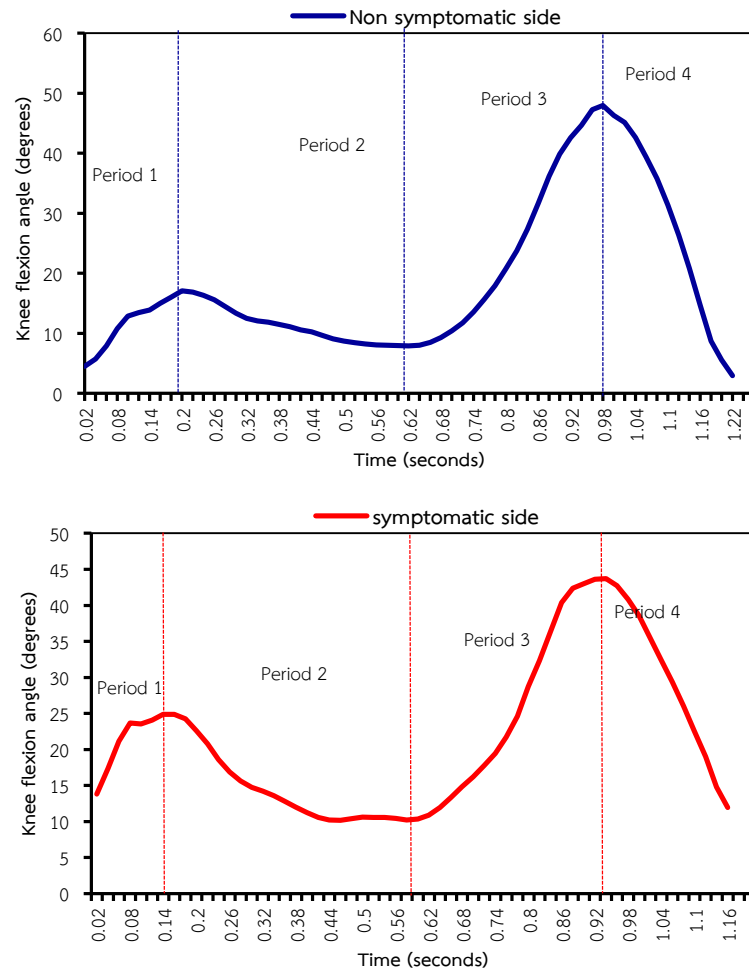 Non symptomatic side
Knee flexion angle (degrees)
60
50
40
30
20
10
0
Period 1
Period 2
Period 3
Period 4
0.02 0.08 0.14 0.2 0.26 0.32 0.38 0.44 0.5 0.56 0.62 0.68 0.74 0.8 0.86 0.92 0.98 1.04 1.1 1.16 1.22
Time (seconds)
symptomatic side
Knee flexion angle (degrees)
50
45
40
35
30
25
20
15
10
5
0
Period 1
Period 2
Period 3
Period 4
0.02 0.08 0.14 0.2 0.26 0.32 0.38 0.44 0.5 0.56 0.62 0.68 0.74 0.8 0.86 0.92 0.98 1.04 1.1 1.16
Time (seconds)